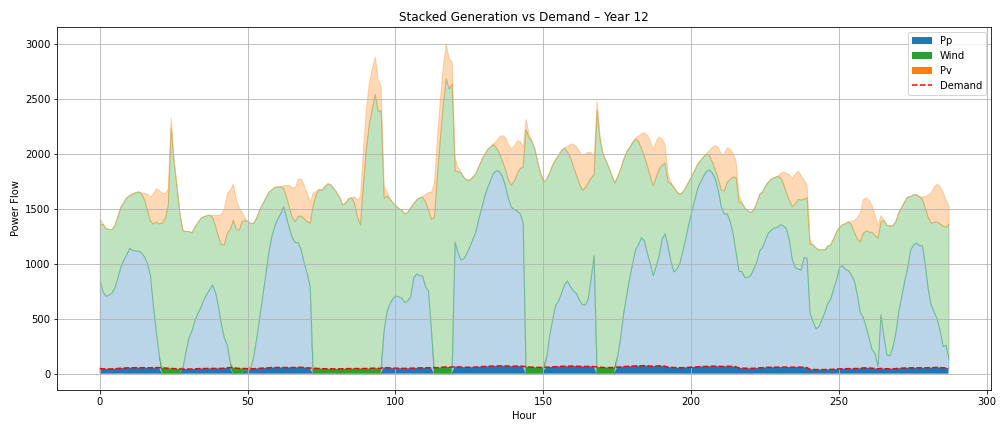 Stacked Generation vs Demand – Year 12
3000
2500
2000
1500
1000
500
0
Power Flow
Pp
Wind
Pv
Demand
0 50 100 150 200 250 300
Hour